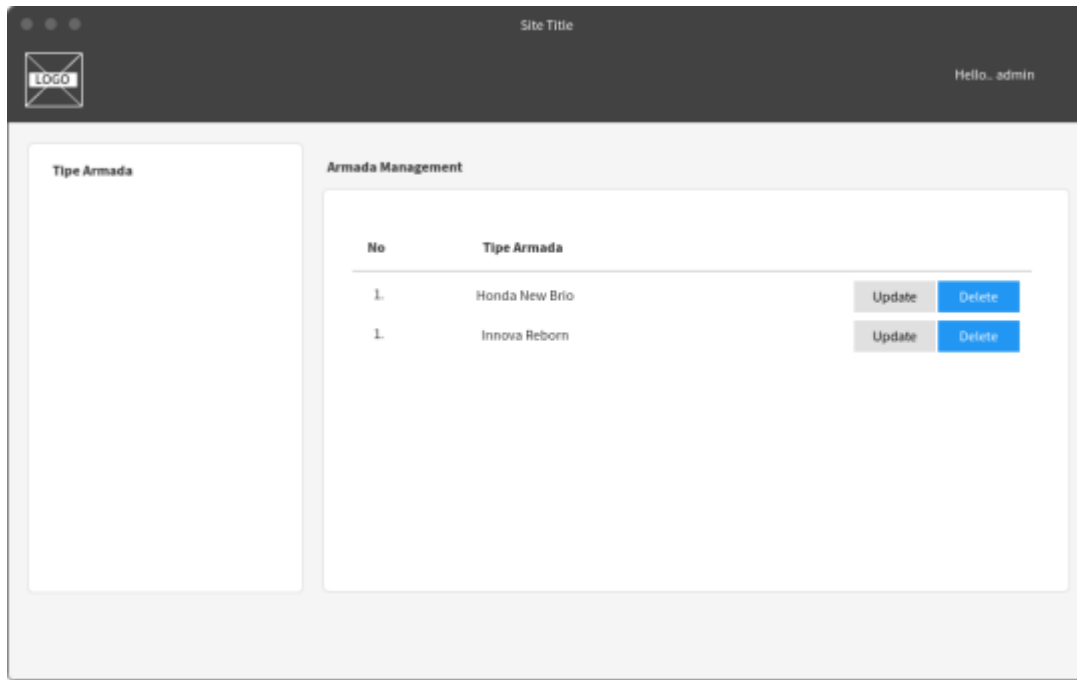 Site Title
LOGO
Hello.. admin
Tipe Armada
Armada Management
No Tipe Armada
1. Honda New Brio Update Delete
1. Innova Reborn Update Delete